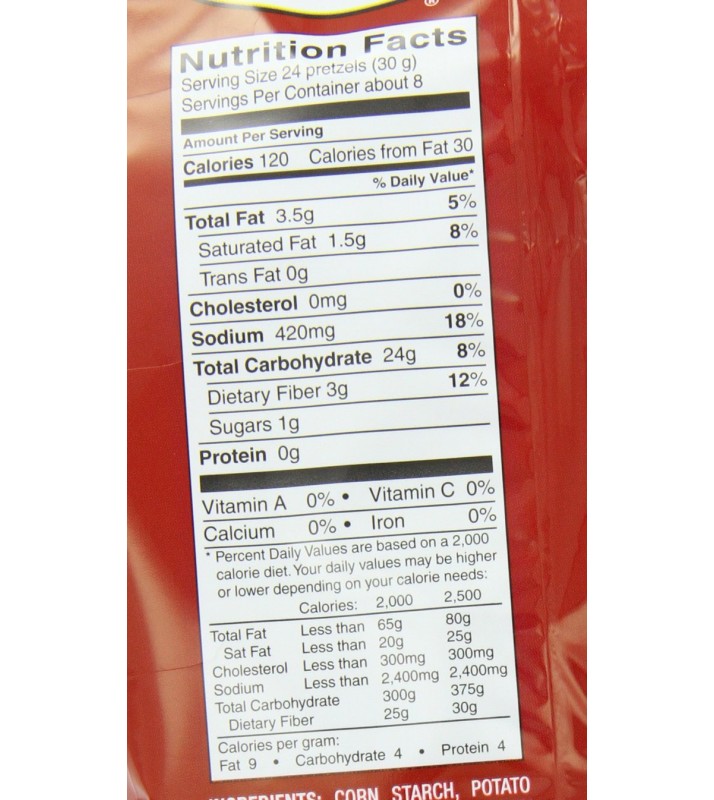 ®
Nutrition Facts
Serving Size 24 pretzels (30 g)
Servings Per Container about 8
Amount Per Serving
Calories 120 Calories from Fat 30
% Daily Value*
Total Fat 3.5g 5%
Saturated Fat 1.5g 8%
Trans Fat 0g
Cholesterol 0mg 0%
Sodium 420mg 18%
Total Carbohydrate 24g 8%
Dietary Fiber 3g 12%
Sugars 1g
Protein 0g
Vitamin A 0% • Vitamin C 0%
Calcium 0% • Iron 0%
* Percent Daily Values are based on a 2,000
calorie diet. Your daily values may be higher
or lower depending on your calorie needs:
Calories: 2,000 2,500
Total Fat Less than 65g 80g
Sat Fat Less than 20g 25g
Cholesterol Less than 300mg 300mg
Sodium Less than 2,400mg 2,400mg
Total Carbohydrate 300g 375g
Dietary Fiber 25g 30g
Calories per gram:
Fat 9 • Carbohydrate 4 • Protein 4
INGREDIENTS: CORN STARCH, POTATO